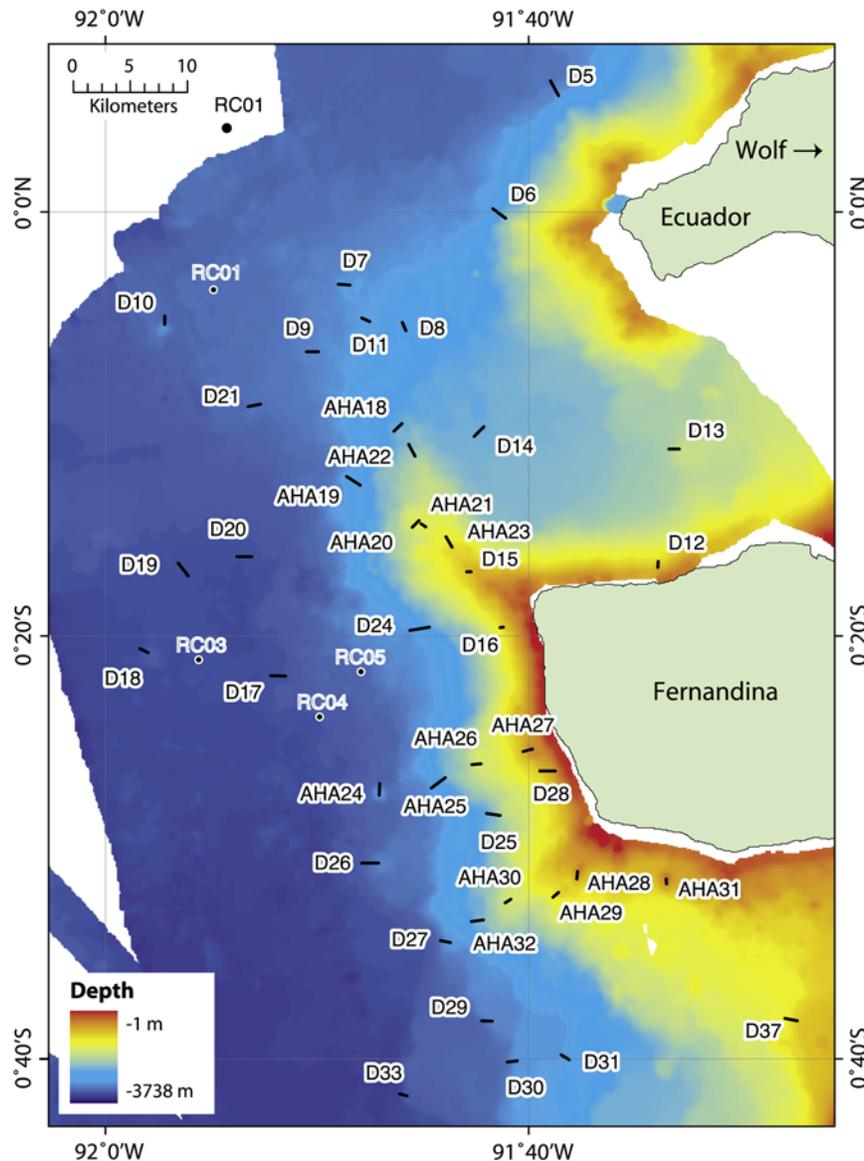 92°0'W 91°40'W
0 5 10
Kilometers
RC01
D5
Wolf →
D6
0°0'N 0°0'N
Ecuador
D7
RC01
D10
D9 D11 D8
D21
AHA18
D13
D14
AHA22
AHA19
AHA21
AHA23
AHA20
D20
D12
D15
D19
D24
0°20'S 0°20'S
D16
RC03
RC05
D18
D17
Fernandina
RC04
AHA27
AHA26
AHA24
AHA25
D28
D25
D26
AHA30
AHA28
AHA31
AHA29
D27
AHA32
Depth
-1 m
-3738 m
D29
D37
0°40'S 0°40'S
D31
D33
D30
92°0'W 91°40'W